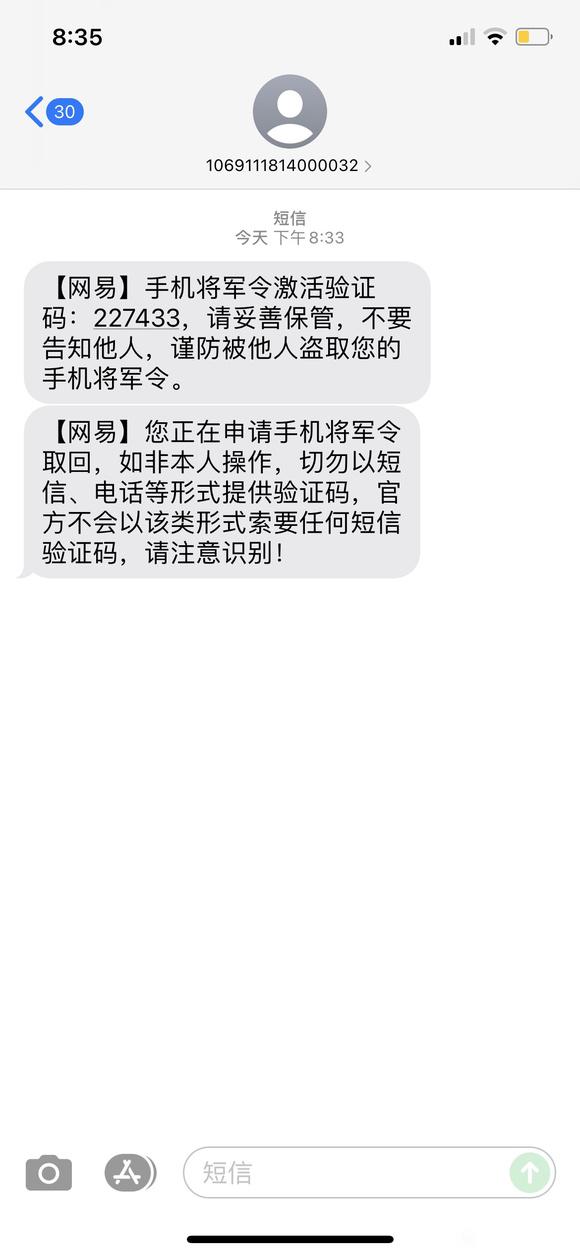 8:35
30
1069111814000032
短信
今天 下午8:33
【网易】手机将军令激活验证
码：227433，请妥善保管，不要
告知他人，谨防被他人盗取您的
手机将军令。
【网易】您正在申请手机将军令
取回，如非本人操作，切勿以短
信、电话等形式提供验证码，官
方不会以该类形式索要任何短信
验证码，请注意识别！
短信